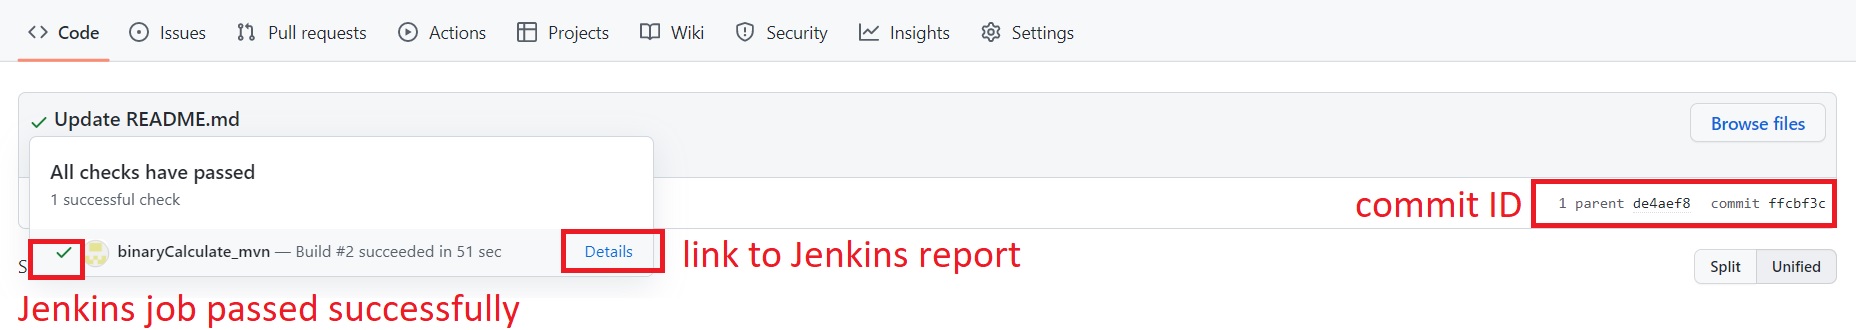 Code Issues Pull requests Actions Projects Wiki Security Insights Settings
Update README.md
Browse files
All checks have passed
1 successful check
commit ID
1 parent de4aef8 commit ffcbf3c
binaryCalculate_mvn — Build #2 succeeded in 51 sec
Details
link to Jenkins report
S
Split Unified
Jenkins job passed successfully